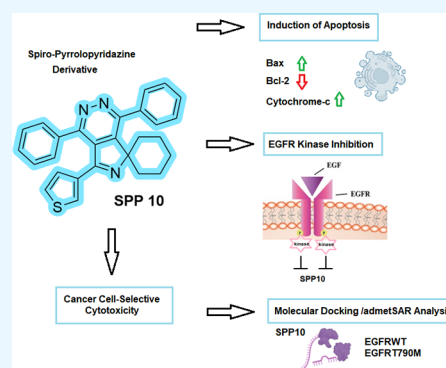 Spiro-Pyrrolopyridazine
Derivative
N
N
N
S
SPP 10
Cancer Cell-Selective
Cytotoxicity
Induction of Apoptosis
Bax
Bcl-2
Cytochrome-c
EGFR Kinase Inhibition
EGF
EGFR
kinase
kinase
SPP10
Molecular Docking /admetSAR Analysis
SPP10
EGFRWT
EGFRT790M